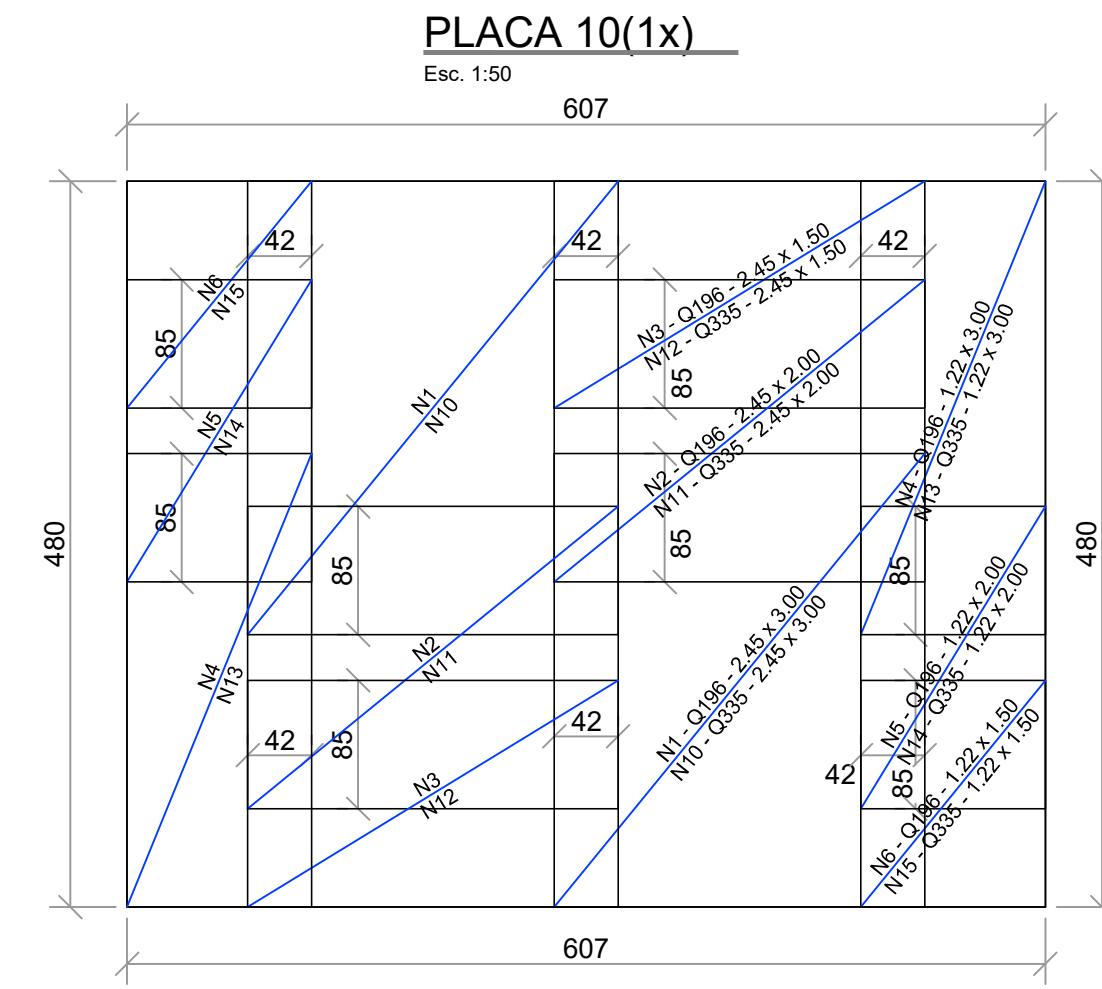 PLACA 10(1x)
Esc. 1:50
607
42
42
42
N6
N15
N3 - Q196 - 2.45 x 1.50
N12 - Q335 - 2.45 x 1.50
85
85
N1
N10
N4 - Q196 - 1.22 x 3.00
N13 - Q335 - 1.22 x 3.00
N5
N14
N2 - Q196 - 2.45 x 2.00
N11 - Q335 - 2.45 x 2.00
480
85
85
85
85
480
N4
N13
N2
N11
N1 - Q196 - 2.45 x 3.00
N10 - Q335 - 2.45 x 3.00
N5 - Q196 - 1.22 x 2.00
N14 - Q335 - 1.22 x 2.00
42
85
42
42
85
N3
N12
N6 - Q196 - 1.22 x 1.50
N15 - Q335 - 1.22 x 1.50
607